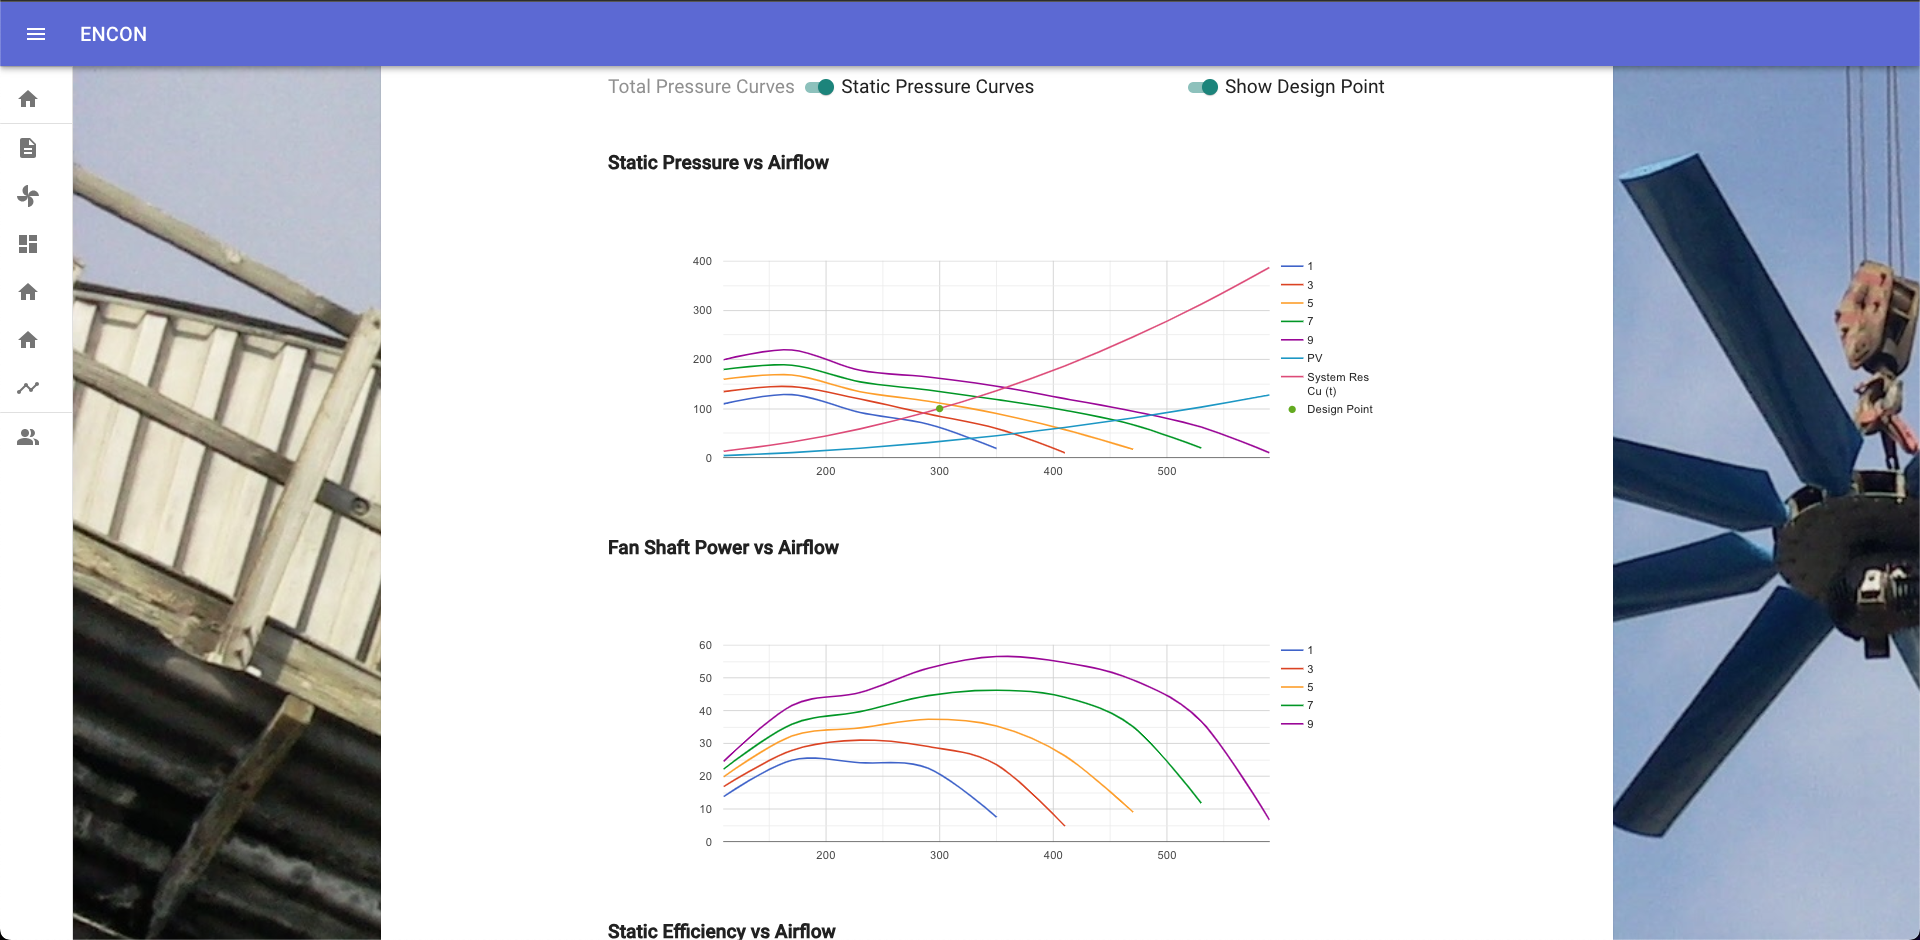 ENCON
Total Pressure Curves Static Pressure Curves Show Design Point
Static Pressure vs Airflow
400
300
200
100
0
200 300 400 500
1
3
5
7
9
PV
System Res
Cu (t)
Design Point
Fan Shaft Power vs Airflow
60
50
40
30
20
10
0
200 300 400 500
1
3
5
7
9
Static Efficiency vs Airflow